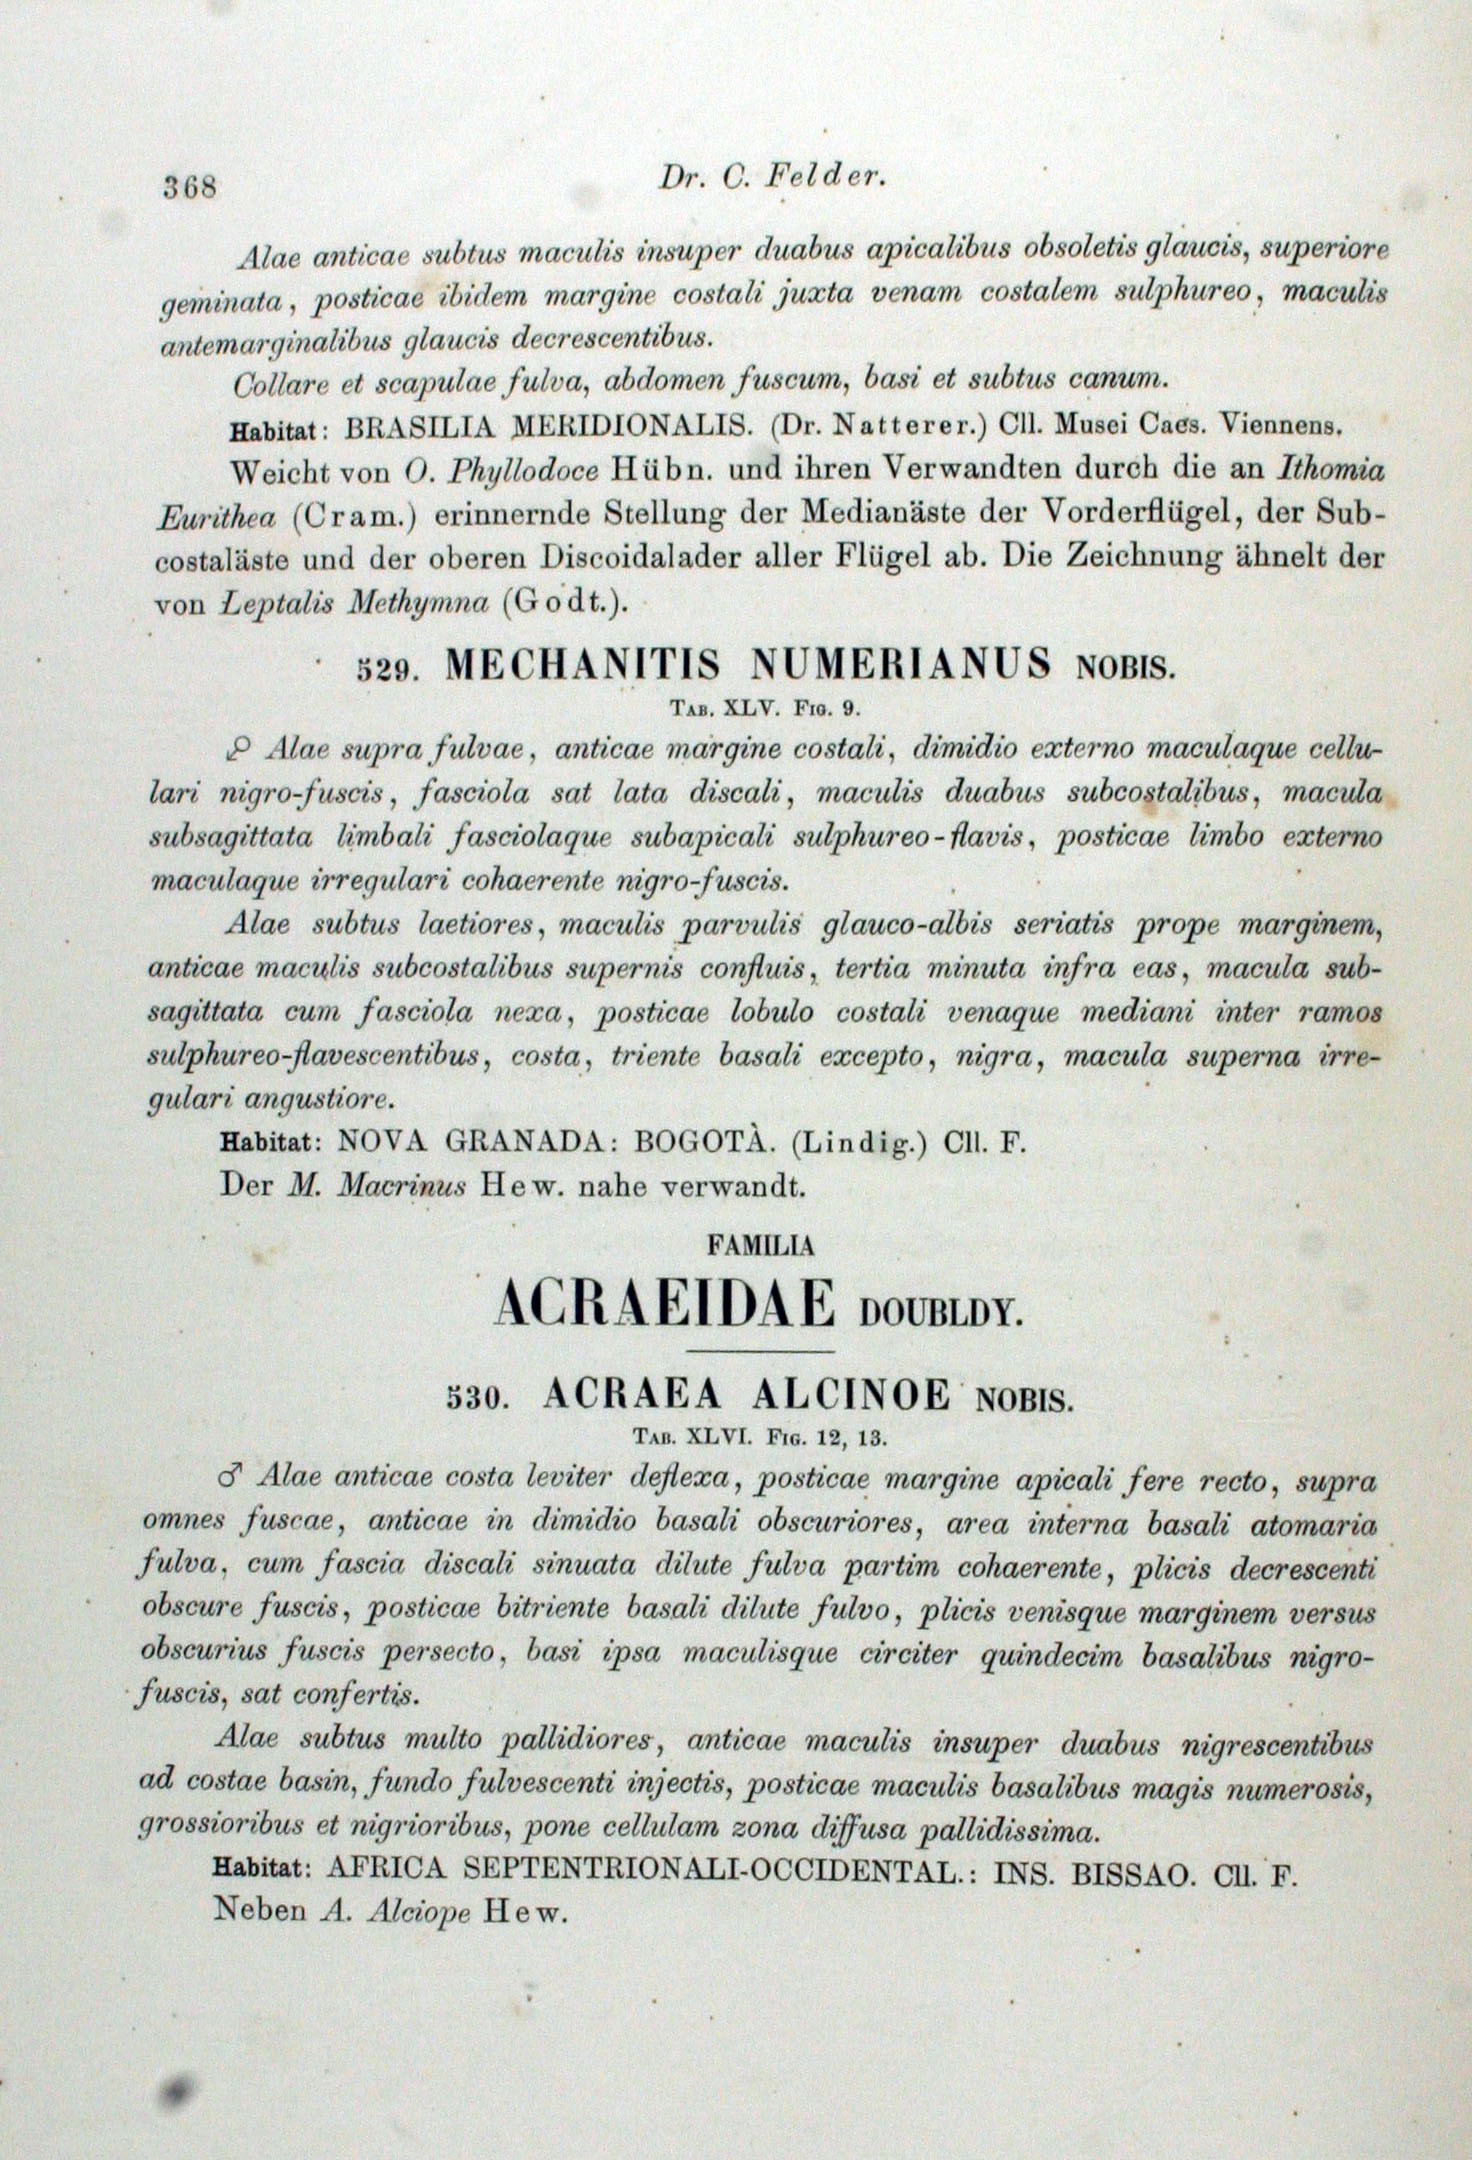 368
Dr. C. Felder.
Alae anticae subtus maculis insuper duabus apicalibus obsoletis glaucis, superiore
geminata, posticae ibidem margine costali juxta venam costalem sulphureo, maculis
antemarginalibus glaucis decrescentibus.
Collare et scapulae fulva, abdomen fuscum, basi et subtus canum.
Habitat: BRASILIA MERIDIONALIS. (Dr. Natterer.) Cll. Musei Caes. Viennens.
Weicht von O. Phyllodoce Hübn. und ihren Verwandten durch die an Ithomia
Eurithea (Cram.) erinnernde Stellung der Medianäste der Vorderflügel, der Sub-
costaläste und der oberen Discoidalader aller Flügel ab. Die Zeichnung ähnelt der
von Leptalis Methymna (Godt.).
529. MECHANITIS NUMERIANUS NOBIS.
TAB. XLV. FIG. 9.
♀ Alae supra fulvae, anticae margine costali, dimidio externo maculaque cellu-
lari nigro-fuscis, fasciola sat lata discali, maculis duabus subcostalibus, macula
subsagittata limbali fasciolaque subapicali sulphureo-flavis, posticae limbo externo
maculaque irregulari cohaerente nigro-fuscis.
Alae subtus laetiores, maculis parvulis glauco-albis seriatis prope marginem,
anticae maculis subcostalibus supernis confluis, tertia minuta infra eas, macula sub-
sagittata cum fasciola nexa, posticae lobulo costali venaque mediani inter ramos
sulphureo-flavescentibus, costa, triente basali excepto, nigra, macula superna irre-
gulari angustiore.
Habitat: NOVA GRANADA: BOGOTÀ. (Lindig.) Cll. F.
Der M. Macrinus Hew. nahe verwandt.
FAMILIA
ACRAEIDAE DOUBLDY.
530. ACRAEA ALCINOE NOBIS.
TAB. XLVI. FIG. 12, 13.
♂ Alae anticae costa leviter deflexa, posticae margine apicali fere recto, supra
omnes fuscae, anticae in dimidio basali obscuriores, area interna basali atomaria
fulva, cum fascia discali sinuata dilute fulva partim cohaerente, plicis decrescenti
obscure fuscis, posticae bitriente basali dilute fulvo, plicis venisque marginem versus
obscurius fuscis persecto, basi ipsa maculisque circiter quindecim basalibus nigro-
fuscis, sat confertis.
Alae subtus multo pallidiores, anticae maculis insuper duabus nigrescentibus
ad costae basin, fundo fulvescenti injectis, posticae maculis basalibus magis numerosis,
grossioribus et nigrioribus, pone cellulam zona diffusa pallidissima.
Habitat: AFRICA SEPTENTRIONALI-OCCIDENTAL.: INS. BISSAO. Cll. F.
Neben A. Alciope Hew.